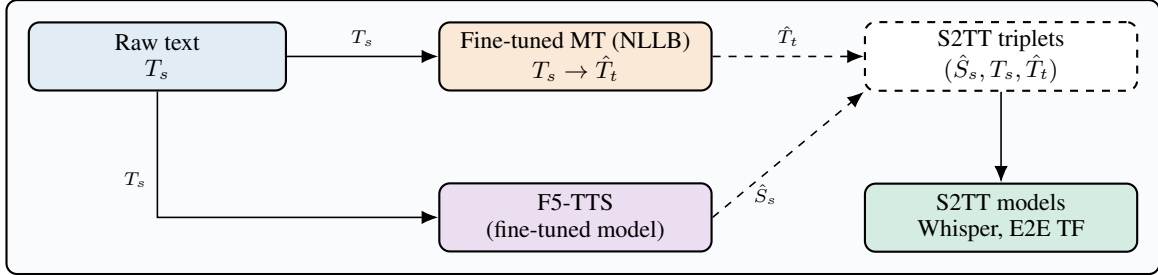 Raw text
T_s
T_s
Fine-tuned MT (NLLB)
T_s → T̂_t
T̂_t
S2TT triplets
(Ŝ_s, T_s, T̂_t)
T_s
F5-TTS
(fine-tuned model)
Ŝ_s
S2TT models
Whisper, E2E TF